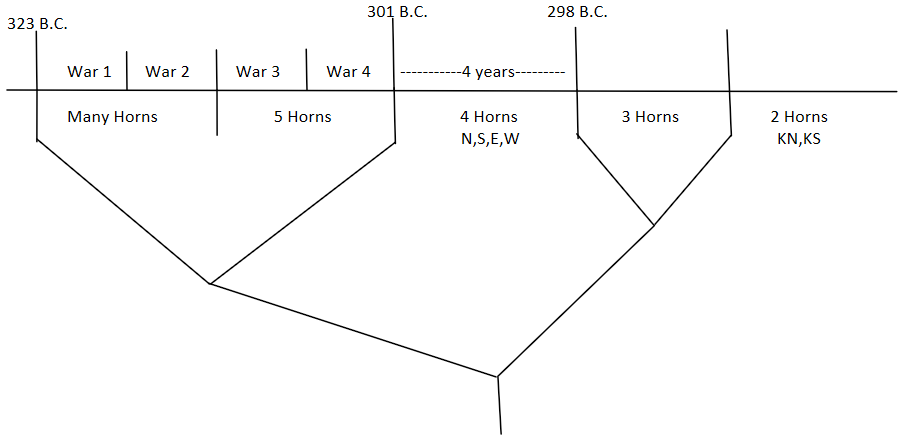 323 B.C.
301 B.C.
298 B.C.
War 1
War 2
War 3
War 4
-----------4 years---------
Many Horns
5 Horns
4 Horns
N,S,E,W
3 Horns
2 Horns
KN,KS